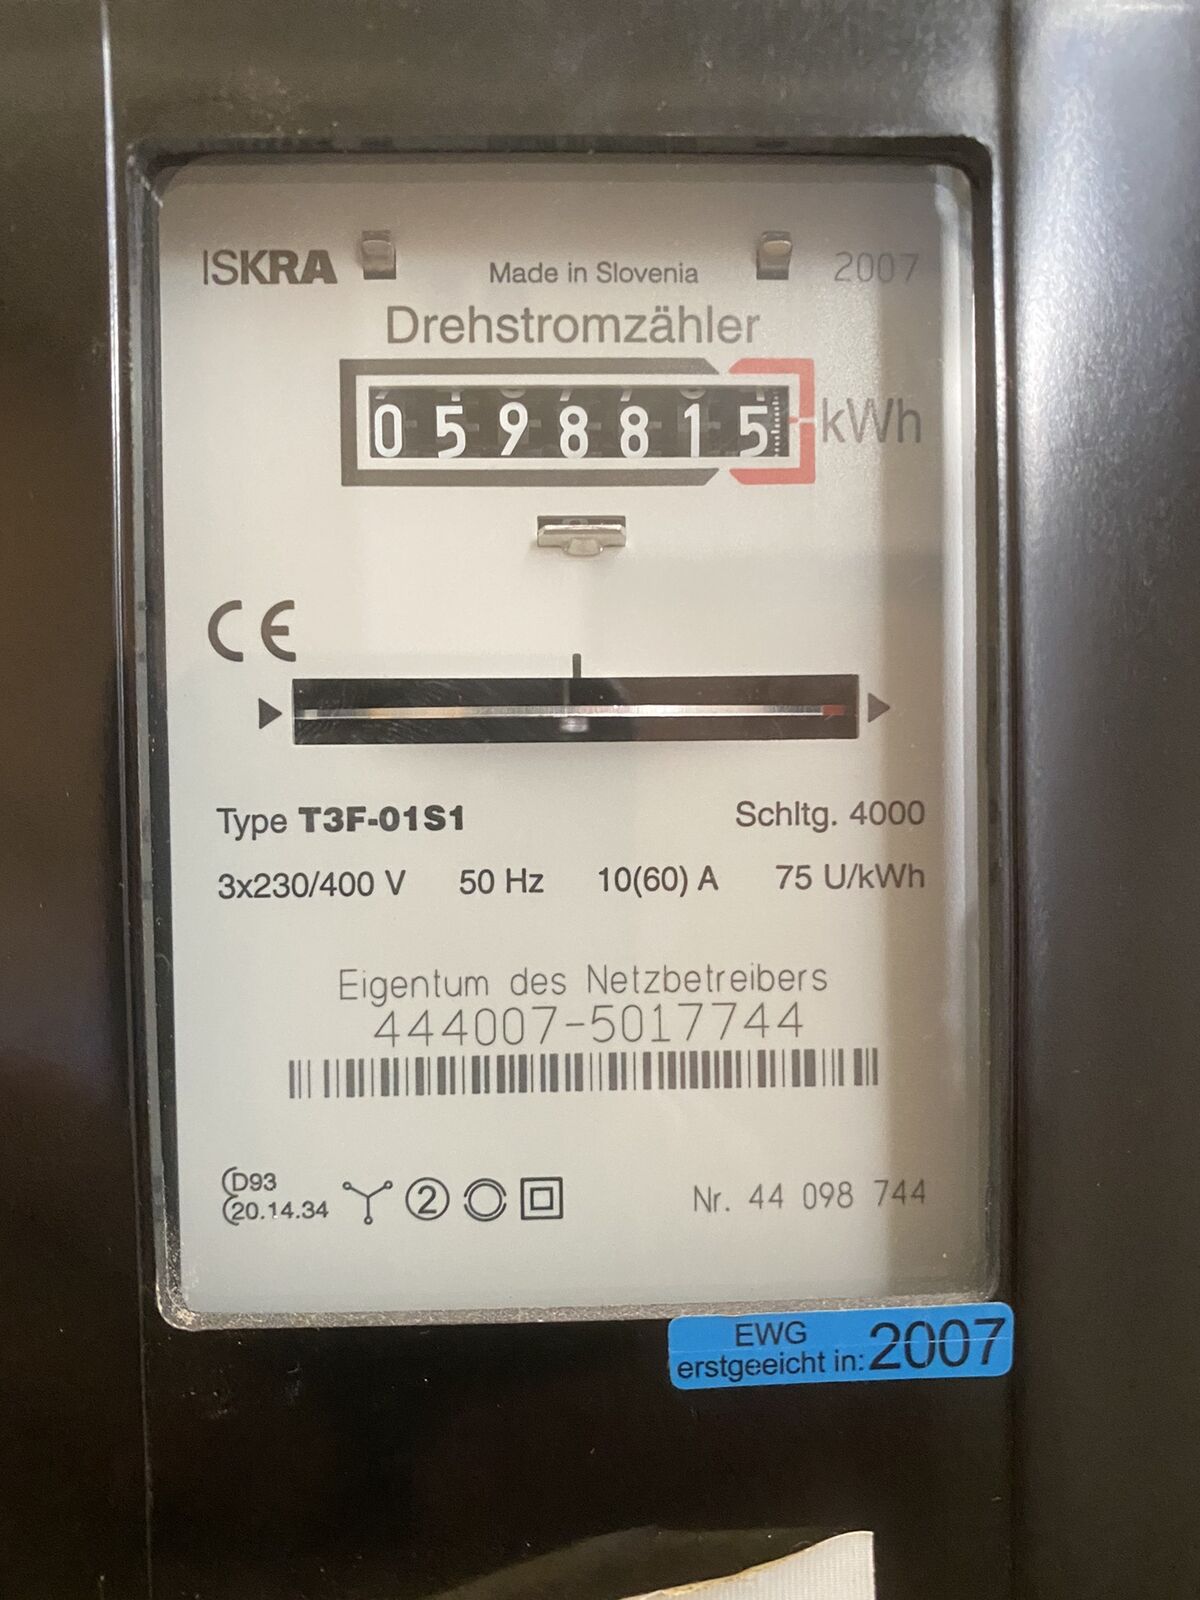 ISKRA Made in Slovenia 2007
Drehstromzähler
0598815 kWh
CE
Type T3F-01S1 Schltg. 4000
3x230/400 V 50 Hz 10(60) A 75 U/kWh
Eigentum des Netzbetreibers
444007-5017744
D93
20.14.34 2 Nr. 44 098 744
EWG
erstgeeicht in: 2007